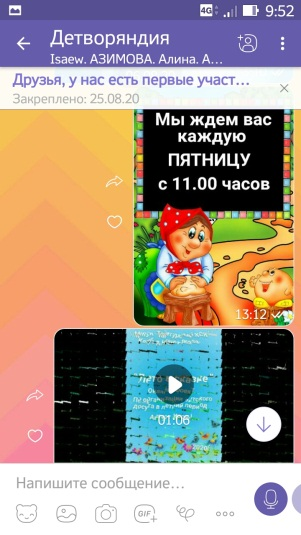 4G 9:52
Детворяндия
Isaew. АЗИМОВА. Алина. А...
Друзья, у нас есть первые участ...
Закреплено: 25.08.20
Мы ждем вас
каждую
ПЯТНИЦУ
с 11.00 часов
13:12
01:06
Напишите сообщение...
GIF